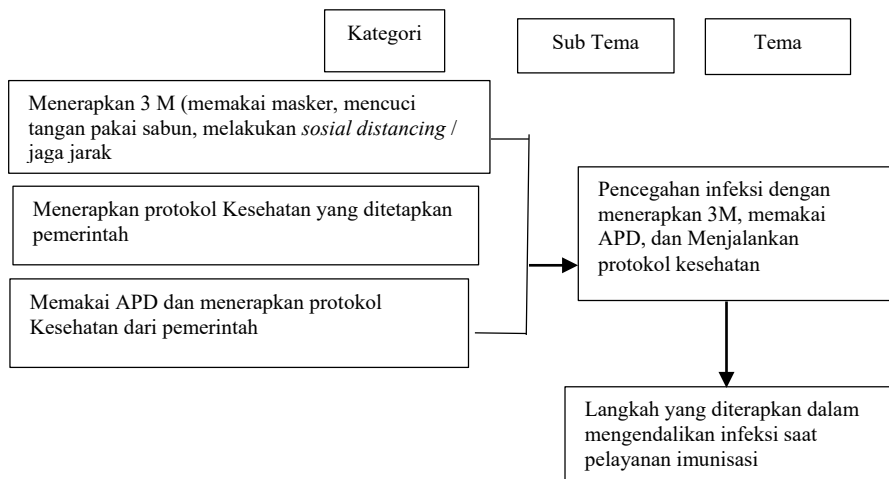 Kategori
Sub Tema
Tema
Menerapkan 3 M (memakai masker, mencuci
tangan pakai sabun, melakukan sosial distancing /
jaga jarak
Menerapkan protokol Kesehatan yang ditetapkan
pemerintah
Memakai APD dan menerapkan protokol
Kesehatan dari pemerintah
Pencegahan infeksi dengan
menerapkan 3M, memakai
APD, dan Menjalankan
protokol kesehatan
Langkah yang diterapkan dalam
mengendalikan infeksi saat
pelayanan imunisasi